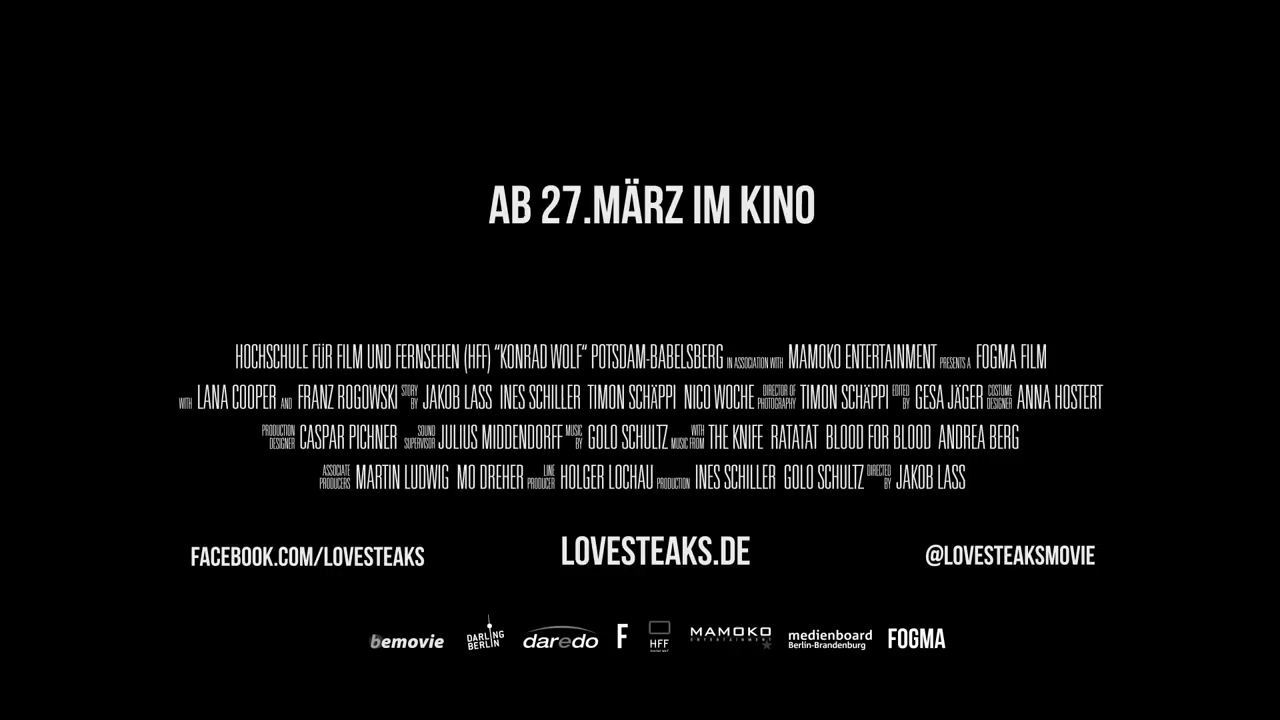 AB 27.MÄRZ IM KINO
HOCHSCHULE FÜR FILM UND FERNSEHEN (HFF) “KONRAD WOLF“ POTSDAM-BABELSBERG IN ASSOCIATION WITH MAMOKO ENTERTAINMENT PRESENTS A FOGMA FILM
WITH LANA COOPER AND FRANZ ROGOWSKI STORY BY JAKOB LASS INES SCHILLER TIMON SCHÄPPI NICO WOCHE DIRECTOR OF PHOTOGRAPHY TIMON SCHÄPPI EDITED BY GESA JÄGER COSTUME DESIGNER ANNA HOSTERT
PRODUCTION DESIGNER CASPAR PICHNER SOUND SUPERVISOR JULIUS MIDDENDORFF MUSIC BY GOLO SCHULTZ WITH MUSIC FROM THE KNIFE RATATAT BLOOD FOR BLOOD ANDREA BERG
ASSOCIATE PRODUCERS MARTIN LUDWIG MO DREHER LINE PRODUCER HOLGER LOCHAU PRODUCTION INES SCHILLER GOLO SCHULTZ DIRECTED BY JAKOB LASS
FACEBOOK.COM/LOVESTEAKS LOVESTEAKS.DE @LOVESTEAKSMOVIE
bemovie DARLING BERLIN daredo F HFF MAMOKO ENTERTAINMENT medienboard Berlin-Brandenburg FOGMA